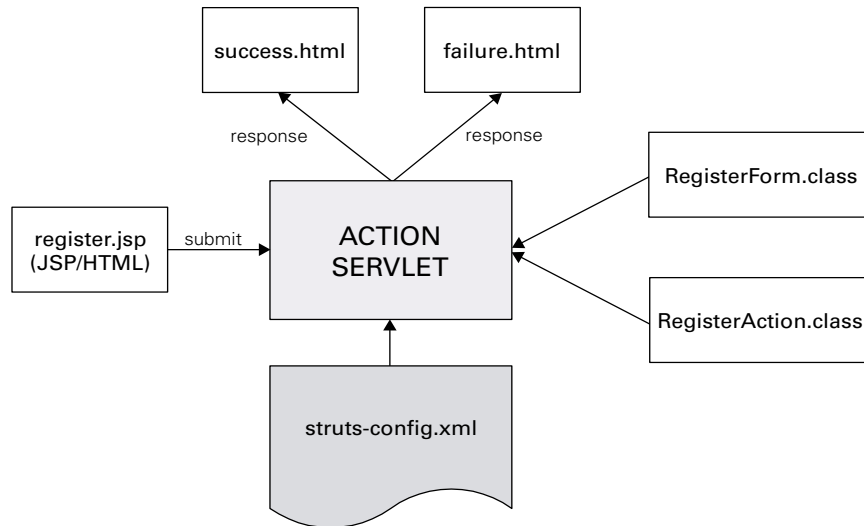 success.html
failure.html
response
response
RegisterForm.class
register.jsp
(JSP/HTML)
submit
ACTION
SERVLET
RegisterAction.class
struts-config.xml